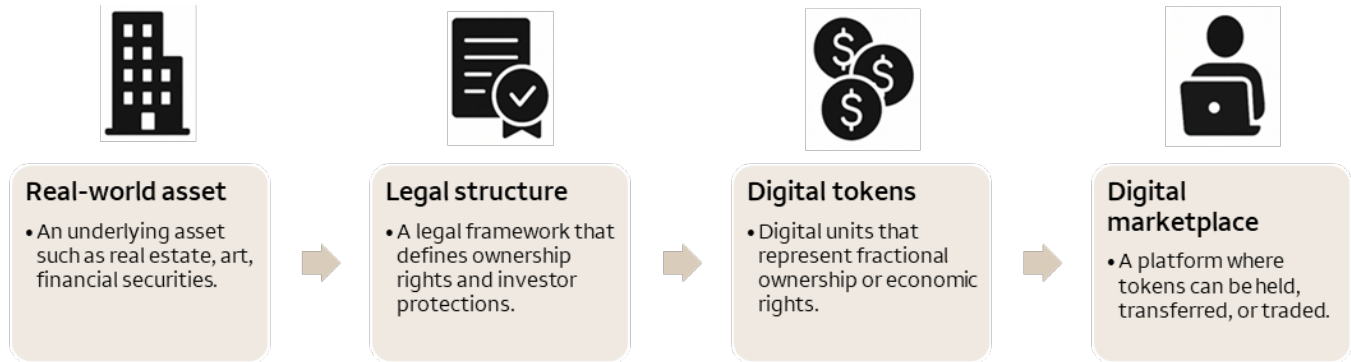 Real-world asset
• An underlying asset
such as real estate, art,
financial securities.
Legal structure
• A legal framework that
defines ownership
rights and investor
protections.
Digital tokens
• Digital units that
represent fractional
ownership or economic
rights.
Digital
marketplace
• A platform where
tokens can be held,
transferred, or traded.